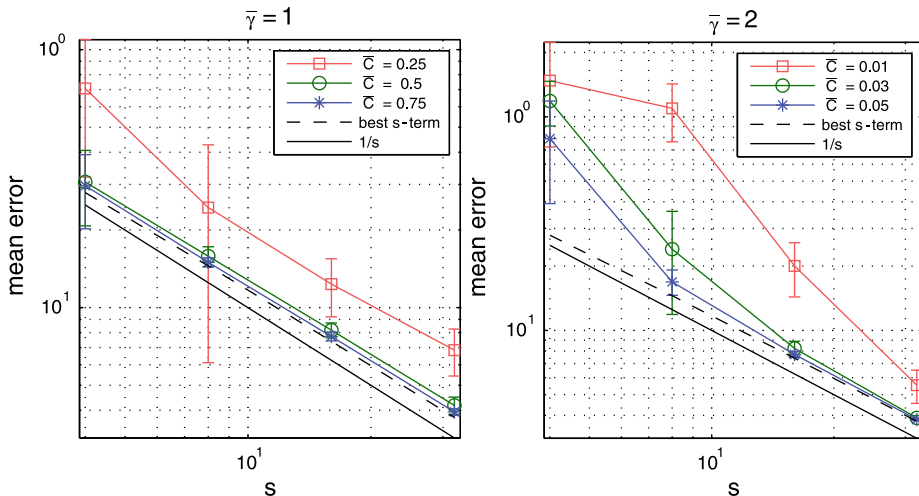 γ̅ = 1
10⁰
10¹
mean error
C̅ = 0.25
C̅ = 0.5
C̅ = 0.75
best s-term
1/s
10¹
s
γ̅ = 2
10⁰
10¹
mean error
C̅ = 0.01
C̅ = 0.03
C̅ = 0.05
best s-term
1/s
10¹
s